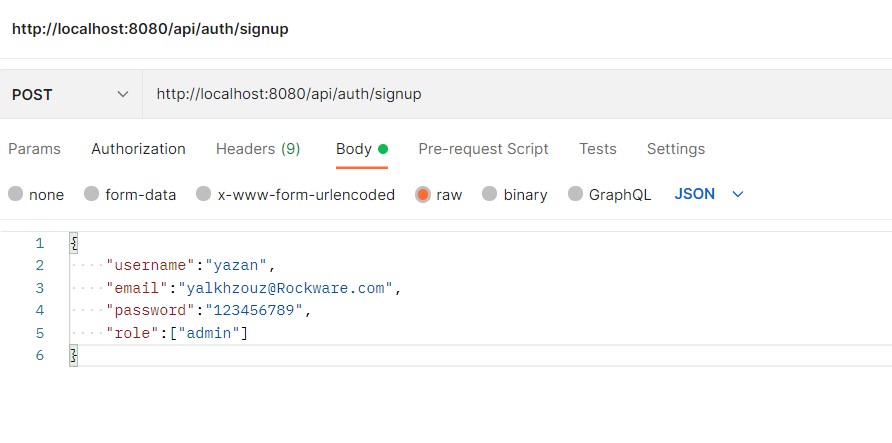 http://localhost:8080/api/auth/signup
POST http://localhost:8080/api/auth/signup
Params Authorization Headers (9) Body Pre-request Script Tests Settings
none form-data x-www-form-urlencoded raw binary GraphQL JSON
1 {
2 "username":"yazan",
3 "email":"yalkhzouz@Rockware.com",
4 "password":"123456789",
5 "role":["admin"]
6 }